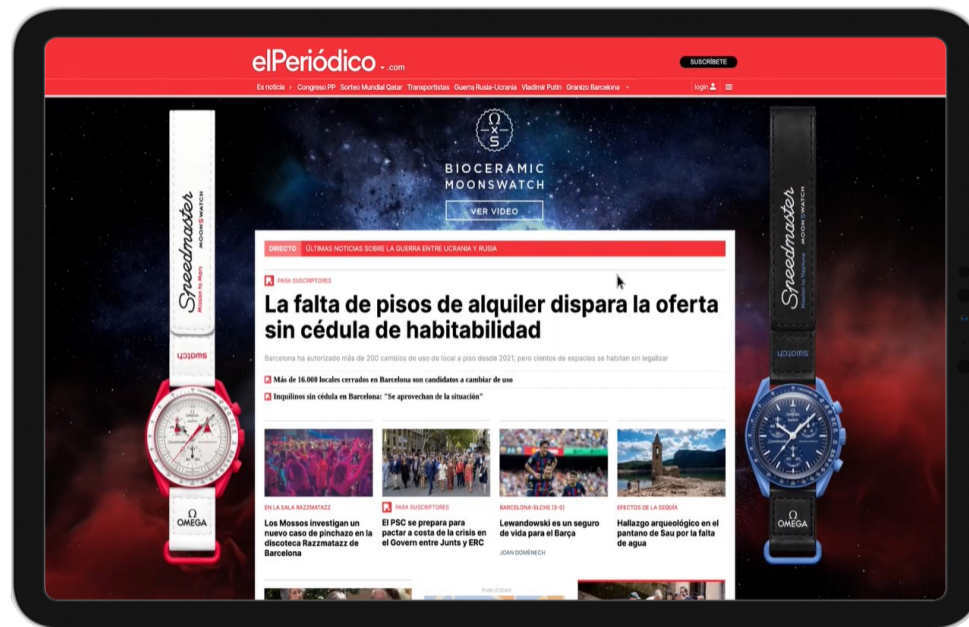 elPeriódico .com
SUSCRÍBETE
Es noticia Congreso PP Sorteo Mundial Qatar Transportistas Guerra Rusia-Ucrania Vladimir Putin Granizo Barcelona
login
Ω
x
S
BIOCERAMIC
MOONSWATCH
VER VIDEO
Speedmaster
MOONSWATCH
Mission to Mars
swatch
OMEGA
Ω
OMEGA
Speedmaster
MOONSWATCH
Mission to Neptune
swatch
OMEGA
Ω
OMEGA
DIRECTO ÚLTIMAS NOTICIAS SOBRE LA GUERRA ENTRE UCRANIA Y RUSIA
PARA SUSCRIPTORES
La falta de pisos de alquiler dispara la oferta
sin cédula de habitabilidad
Barcelona ha autorizado más de 200 cambios de uso de local a piso desde 2021, pero cientos de espacios se habitan sin legalizar
Más de 16.000 locales cerrados en Barcelona son candidatos a cambiar de uso
Inquilinos sin cédula en Barcelona: "Se aprovechan de la situación"
EN LA SALA RAZZMATAZZ
Los Mossos investigan un
nuevo caso de pinchazo en la
discoteca Razzmatazz de
Barcelona
PARA SUSCRIPTORES
El PSC se prepara para
pactar a costa de la crisis en
el Govern entre Junts y ERC
BARCELONA-ELCHE (3-0)
Lewandowski es un seguro
de vida para el Barça
JOAN DOMÈNECH
EFECTOS DE LA SEQUÍA
Hallazgo arqueológico en el
pantano de Sau por la falta
de agua
PUBLICIDAD